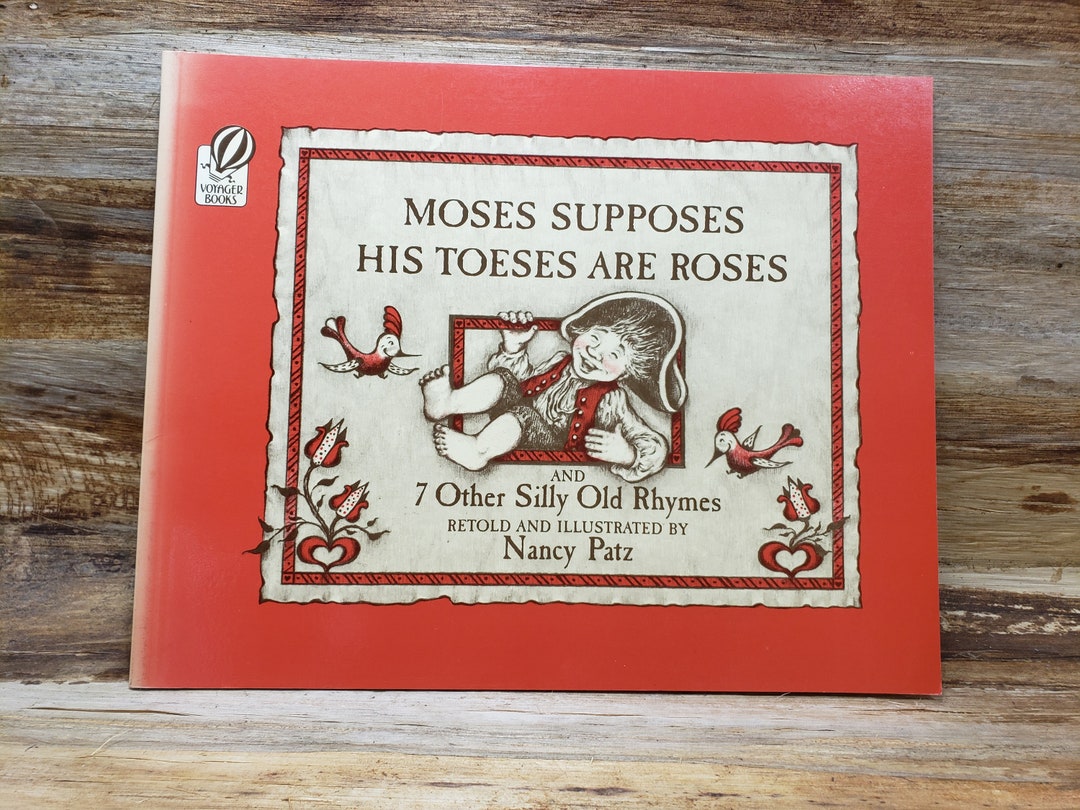 VOYAGER
BOOKS
MOSES SUPPOSES
HIS TOESES ARE ROSES
AND
7 Other Silly Old Rhymes
RETOLD AND ILLUSTRATED BY
Nancy Patz